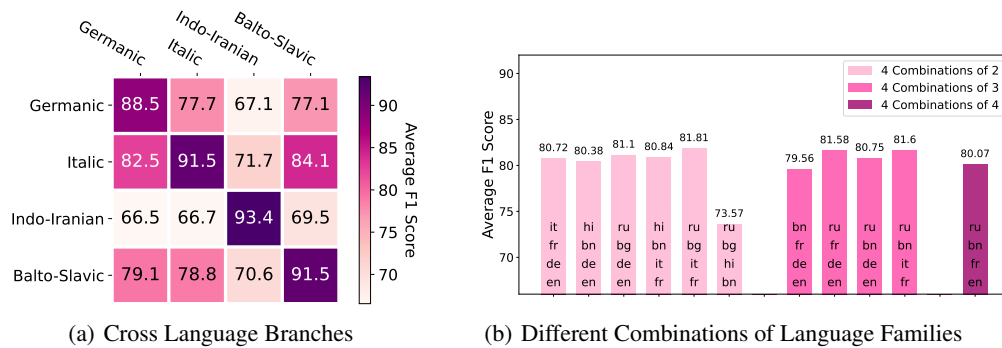 Germanic
Italic
Indo-Iranian
Balto-Slavic
Germanic 88.5 77.7 67.1 77.1
Italic 82.5 91.5 71.7 84.1
Indo-Iranian 66.5 66.7 93.4 69.5
Balto-Slavic 79.1 78.8 70.6 91.5
90
85
80
75
70
Average F1 Score
(a) Cross Language Branches
4 Combinations of 2
4 Combinations of 3
4 Combinations of 4
Average F1 Score
90
85
80
75
70
80.72 80.38 81.1 80.84 81.81 73.57 79.56 81.58 80.75 81.6 80.07
it hi ru hi ru ru bn ru ru ru ru
fr bn bg bn bg bg fr fr bn bn bn
de de de it it hi de de de it fr
en en en fr fr bn en en en fr en
(b) Different Combinations of Language Families